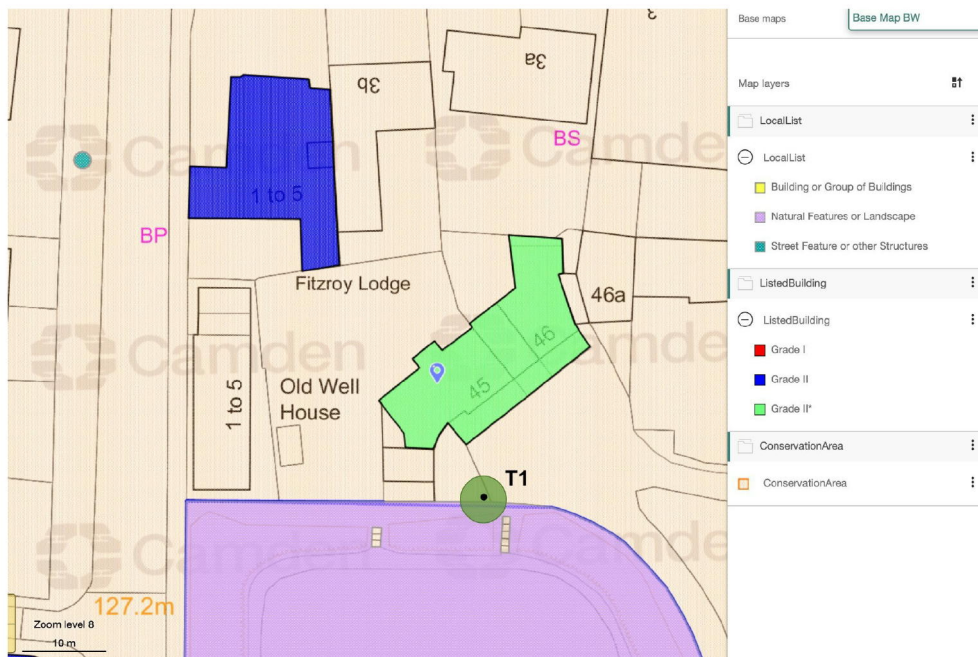 3
3b
3a
BS
1 to 5
BP
Fitzroy Lodge
46a
46
45
1 to 5
Old Well
House
T1
127.2m
Zoom level 8
10 m
Camden
Camden
Camden
Camden
Camden
Camden
Base maps
Base Map BW
Map layers
LocalList
LocalList
Building or Group of Buildings
Natural Features or Landscape
Street Feature or other Structures
ListedBuilding
ListedBuilding
Grade I
Grade II
Grade II*
ConservationArea
ConservationArea